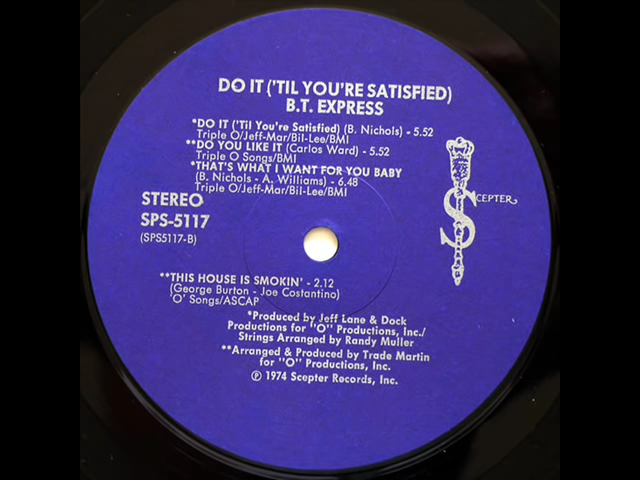 DO IT ('TIL YOU'RE SATISFIED)
B.T. EXPRESS
*DO IT ('Til You're Satisfied) (B. Nichols) - 5.52
Triple O/Jeff-Mar/Bil-Lee/BMI
**DO YOU LIKE IT (Carlos Ward) - 5.52
Triple O Songs/BMI
*THAT'S WHAT I WANT FOR YOU BABY
(B. Nichols - A. Williams) - 6.48
Triple O/Jeff-Mar/Bil-Lee/BMI
STEREO
SPS-5117
(SPS5117-B)
SCEPTER
**THIS HOUSE IS SMOKIN' - 2.12
(George Burton - Joe Costantino)
'O' Songs/ASCAP
*Produced by Jeff Lane & Dock
Productions for "O" Productions, Inc./
Strings Arranged by Randy Muller
**Arranged & Produced by Trade Martin
for "O" Productions, Inc.
℗ 1974 Scepter Records, Inc.